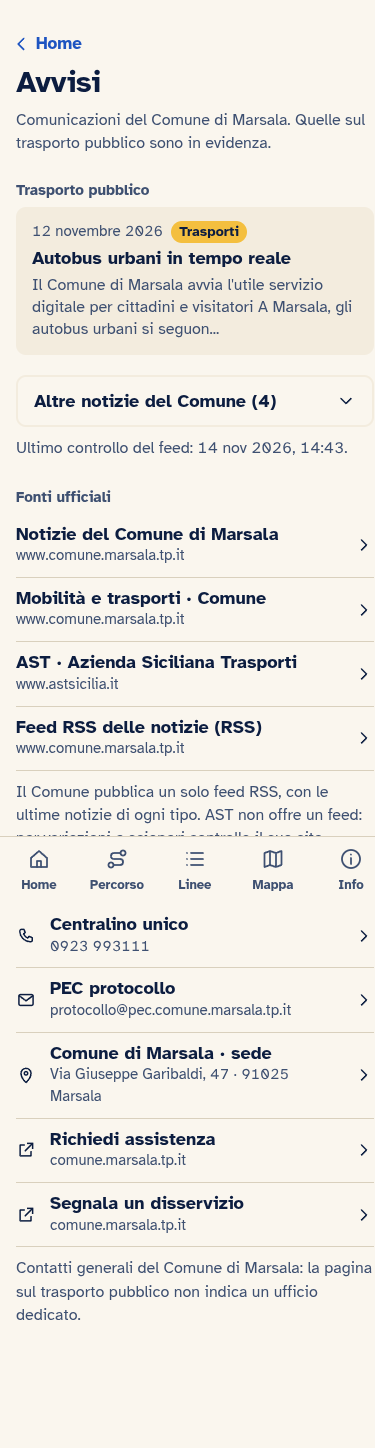 Home
Avvisi
Comunicazioni del Comune di Marsala. Quelle sul
trasporto pubblico sono in evidenza.
Trasporto pubblico
12 novembre 2026 Trasporti
Autobus urbani in tempo reale
Il Comune di Marsala avvia l'utile servizio
digitale per cittadini e visitatori A Marsala, gli
autobus urbani si seguon...
Altre notizie del Comune (4)
Ultimo controllo del feed: 14 nov 2026, 14:43.
Fonti ufficiali
Notizie del Comune di Marsala
www.comune.marsala.tp.it
Mobilità e trasporti · Comune
www.comune.marsala.tp.it
AST · Azienda Siciliana Trasporti
www.astsicilia.it
Feed RSS delle notizie (RSS)
www.comune.marsala.tp.it
Il Comune pubblica un solo feed RSS, con le
ultime notizie di ogni tipo. AST non offre un feed:
Home Percorso Linee Mappa Info
Centralino unico
0923 993111
PEC protocollo
protocollo@pec.comune.marsala.tp.it
Comune di Marsala · sede
Via Giuseppe Garibaldi, 47 · 91025
Marsala
Richiedi assistenza
comune.marsala.tp.it
Segnala un disservizio
comune.marsala.tp.it
Contatti generali del Comune di Marsala: la pagina
sul trasporto pubblico non indica un ufficio
dedicato.